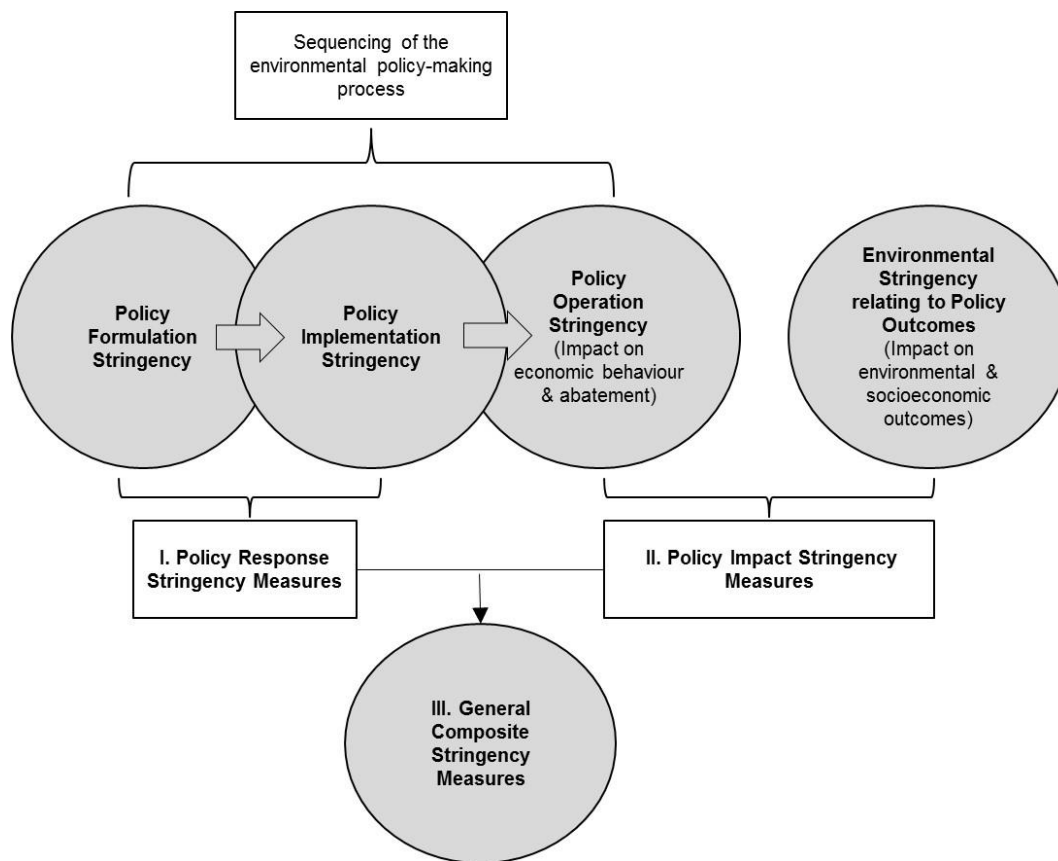 Sequencing of the
environmental policy-making
process
Policy
Formulation
Stringency
Policy
Implementation
Stringency
Policy
Operation
Stringency
(Impact on
economic behaviour
& abatement)
Environmental
Stringency
relating to Policy
Outcomes
(Impact on
environmental &
socioeconomic
outcomes)
I. Policy Response
Stringency Measures
II. Policy Impact Stringency
Measures
III. General
Composite
Stringency
Measures